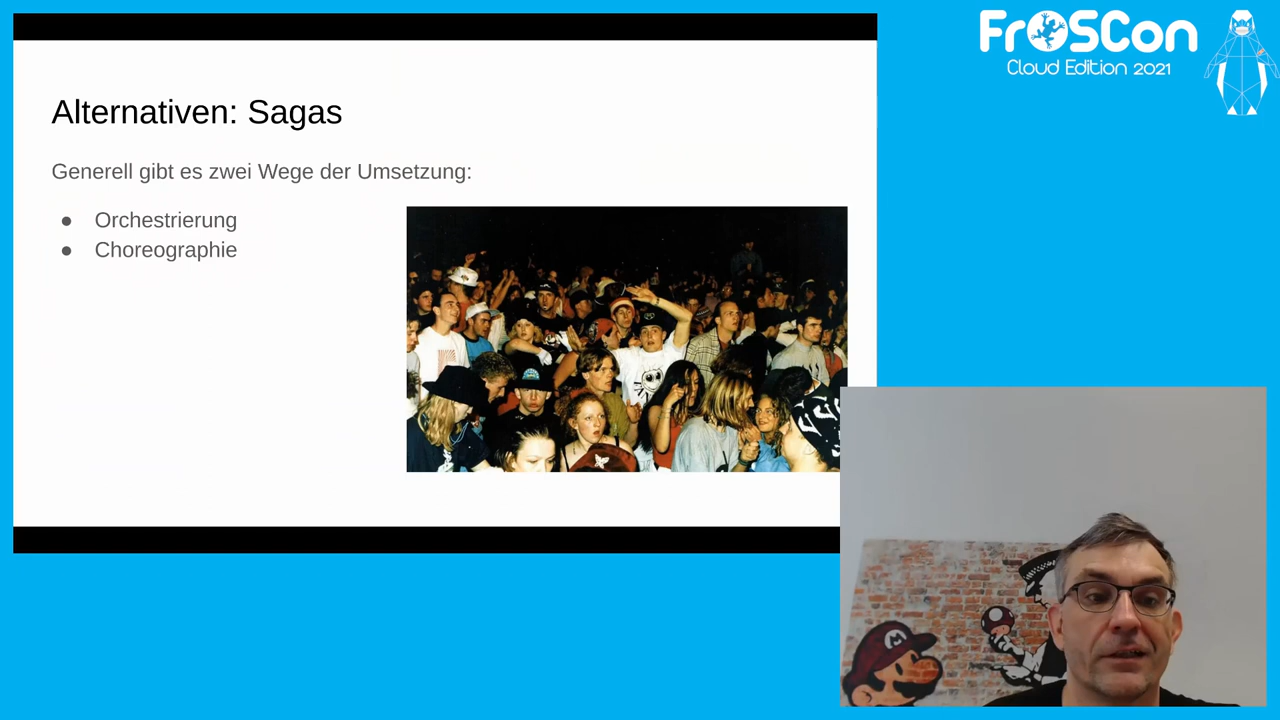 FrOSCon
Cloud Edition 2021
Alternativen: Sagas
Generell gibt es zwei Wege der Umsetzung:
● Orchestrierung
● Choreographie
M